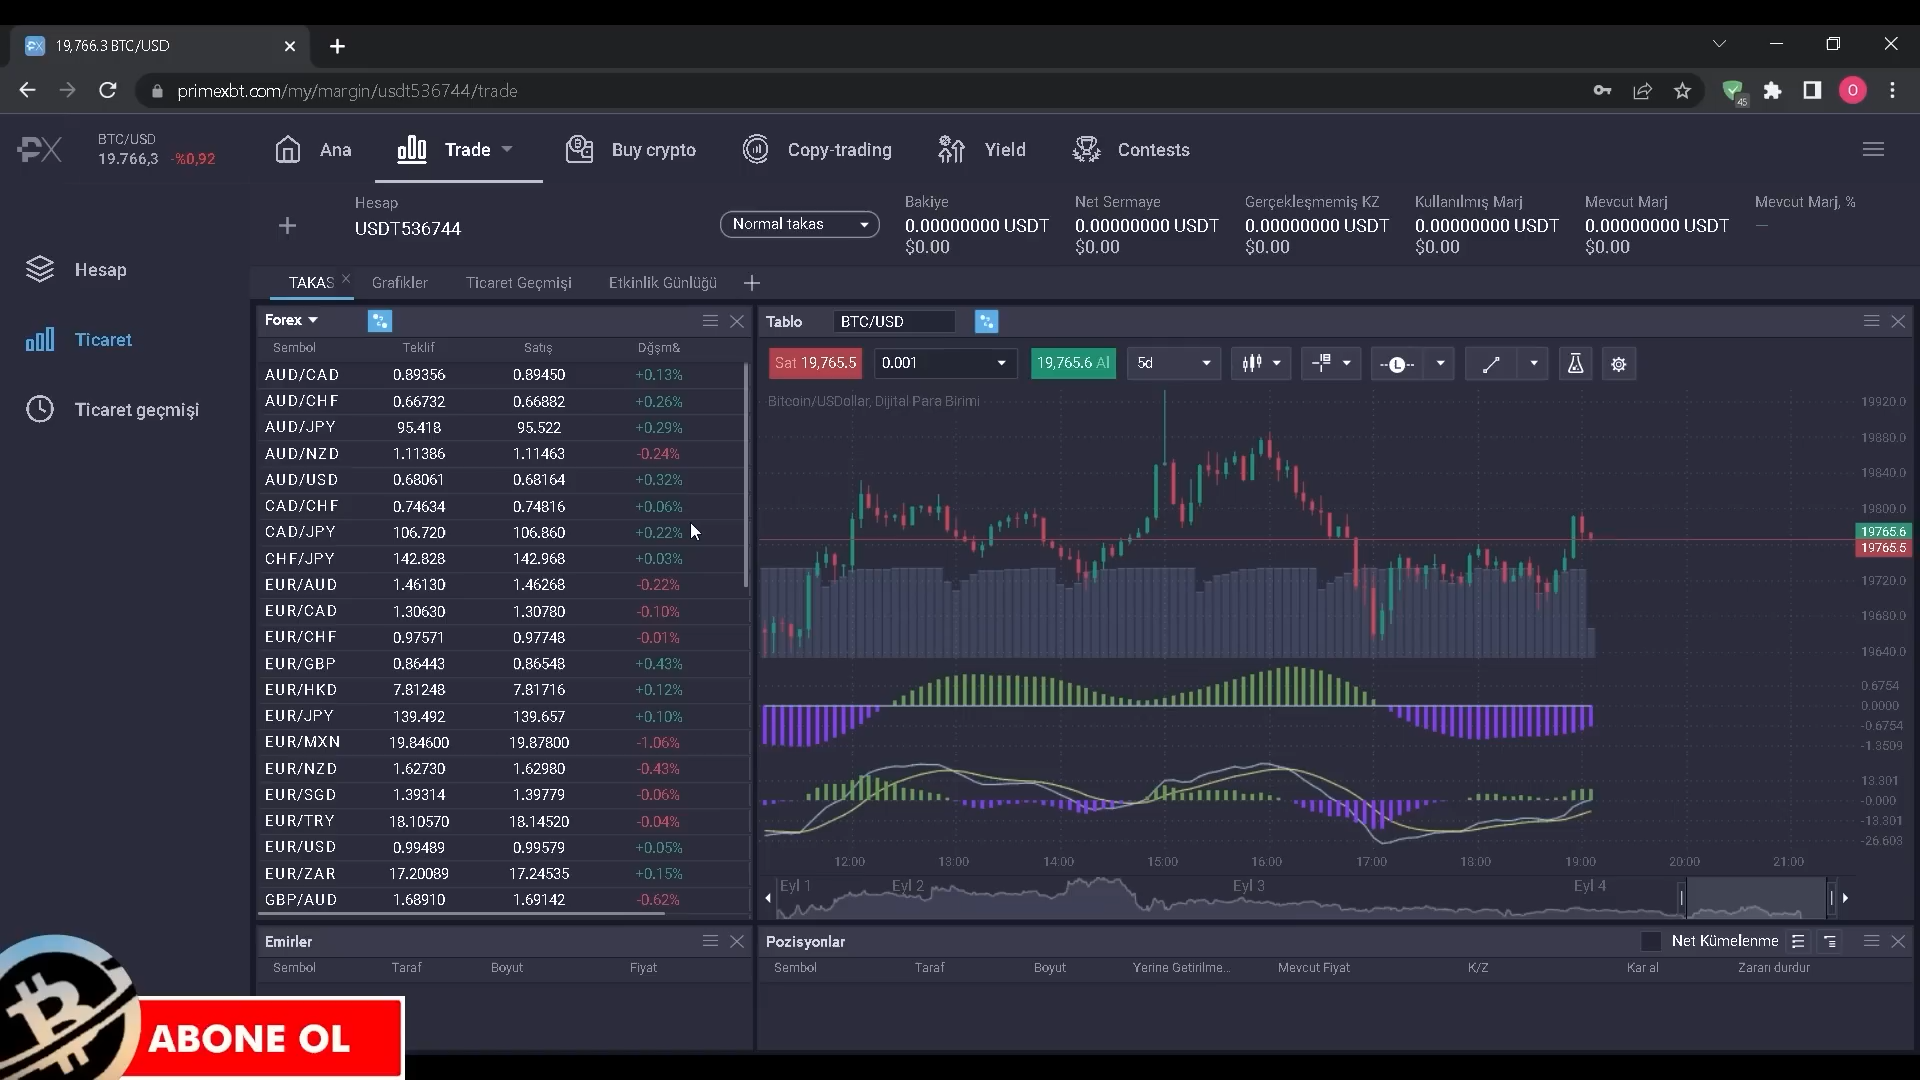 19,766.3 BTC/USD
primexbt.com/my/margin/usdt536744/trade
45
O
PX
BTC/USD
19.766,3 -%0,92
Ana
Trade
Buy crypto
Copy-trading
Yield
Contests
Hesap
USDT536744
Normal takas
Bakiye
0.00000000 USDT
$0.00
Net Sermaye
0.00000000 USDT
$0.00
Gerçekleşmemiş KZ
0.00000000 USDT
$0.00
Kullanılmış Marj
0.00000000 USDT
$0.00
Mevcut Marj
0.00000000 USDT
$0.00
Mevcut Marj, %
—
Hesap
Ticaret
Ticaret geçmişi
TAKAS
Grafikler
Ticaret Geçmişi
Etkinlik Günlüğü
Forex
Sembol Teklif Satış Dğşm&
AUD/CAD 0.89356 0.89450 +0.13%
AUD/CHF 0.66732 0.66882 +0.26%
AUD/JPY 95.418 95.522 +0.29%
AUD/NZD 1.11386 1.11463 -0.24%
AUD/USD 0.68061 0.68164 +0.32%
CAD/CHF 0.74634 0.74816 +0.06%
CAD/JPY 106.720 106.860 +0.22%
CHF/JPY 142.828 142.968 +0.03%
EUR/AUD 1.46130 1.46268 -0.22%
EUR/CAD 1.30630 1.30780 -0.10%
EUR/CHF 0.97571 0.97748 -0.01%
EUR/GBP 0.86443 0.86548 +0.43%
EUR/HKD 7.81248 7.81716 +0.12%
EUR/JPY 139.492 139.657 +0.10%
EUR/MXN 19.84600 19.87800 -1.06%
EUR/NZD 1.62730 1.62980 -0.43%
EUR/SGD 1.39314 1.39779 -0.06%
EUR/TRY 18.10570 18.14520 -0.04%
EUR/USD 0.99489 0.99579 +0.05%
EUR/ZAR 17.20089 17.24535 +0.15%
GBP/AUD 1.68910 1.69142 -0.62%
Tablo BTC/USD
Sat 19,765.5 0.001 19,765.6 Al 5d
L
Bitcoin/USDollar, Dijital Para Birimi
19920.0
19880.0
19840.0
19800.0
19765.6
19765.5
19720.0
19680.0
19640.0
0.6754
0.0000
-0.6754
-1.3509
13.301
-0.000
-13.301
-26.603
12:00 13:00 14:00 15:00 16:00 17:00 18:00 19:00 20:00 21:00
Eyl 1 Eyl 2 Eyl 3 Eyl 4
Emirler
Sembol Taraf Boyut Fiyat
Pozisyonlar
Net Kümelenme
Sembol Taraf Boyut Yerine Getirilme... Mevcut Fiyat K/Z Kar al Zararı durdur
ABONE OL